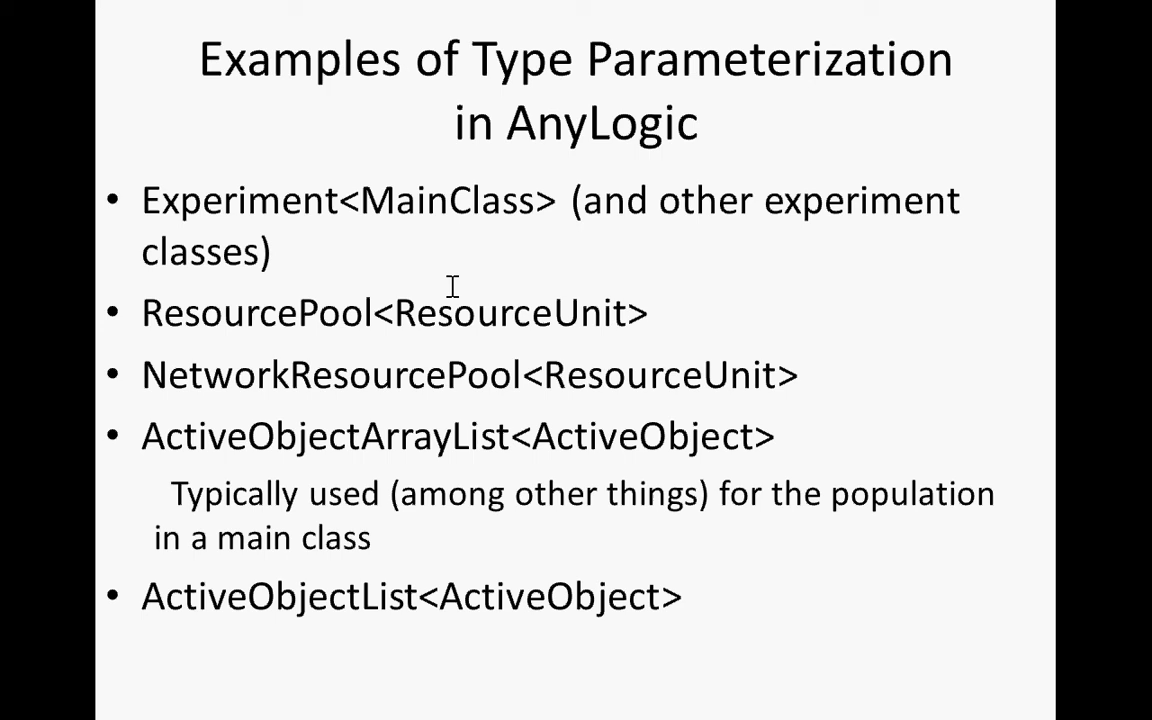 Examples of Type Parameterization
in AnyLogic
• Experiment<MainClass> (and other experiment
classes)
• ResourcePool<ResourceUnit>
• NetworkResourcePool<ResourceUnit>
• ActiveObjectArrayList<ActiveObject>
Typically used (among other things) for the population
in a main class
• ActiveObjectList<ActiveObject>